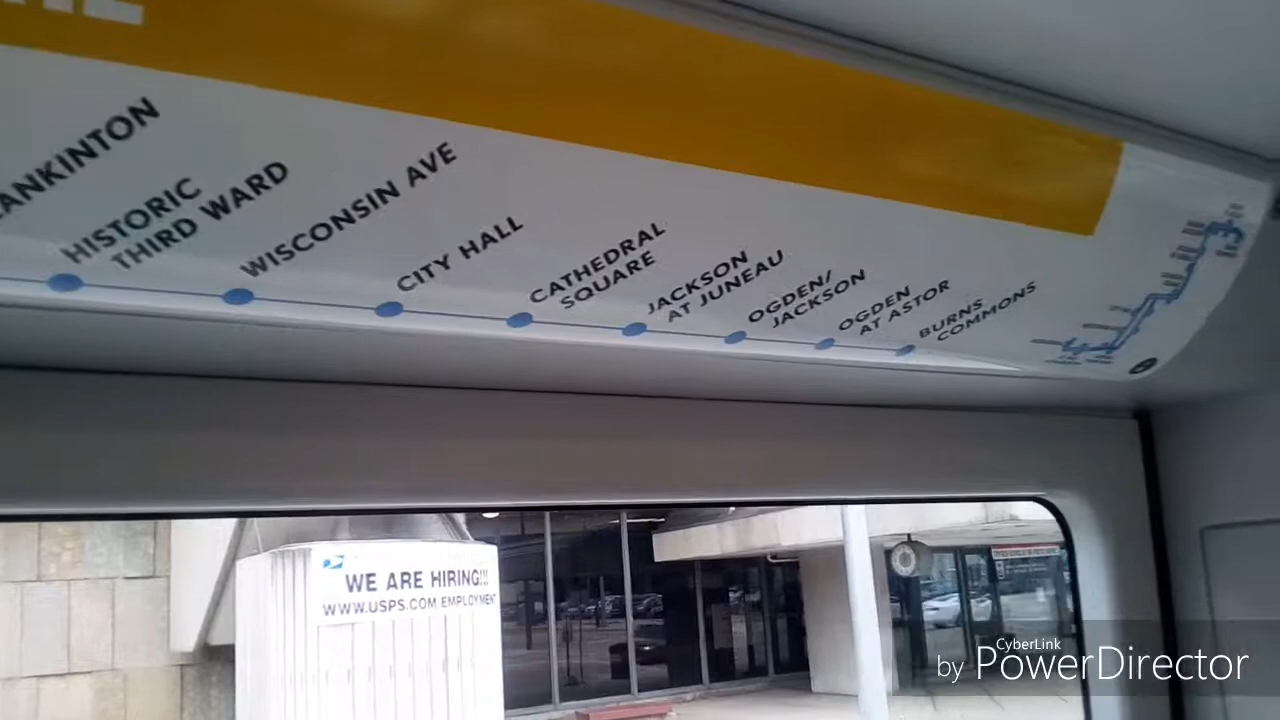 HISTORIC
THIRD WARD
WISCONSIN AVE
CITY HALL
CATHEDRAL
SQUARE
JACKSON
AT JUNEAU
OGDEN/
JACKSON
OGDEN
AT ASTOR
BURNS
COMMONS
WE ARE HIRING!!!
WWW.USPS.COM/EMPLOYMENT
CyberLink
by PowerDirector